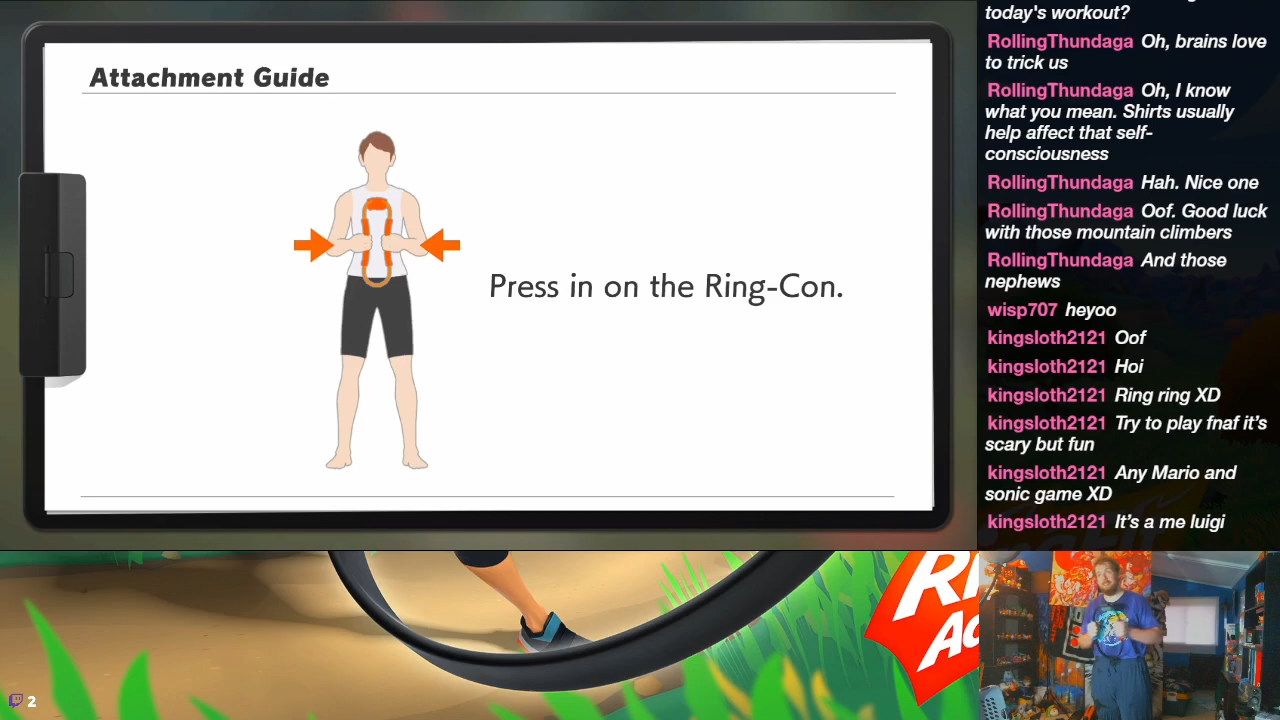 Attachment Guide
Press in on the Ring-Con.
today's workout?
RollingThundaga Oh, brains love
to trick us
RollingThundaga Oh, I know
what you mean. Shirts usually
help affect that self-
consciousness
RollingThundaga Hah. Nice one
RollingThundaga Oof. Good luck
with those mountain climbers
RollingThundaga And those
nephews
wisp707 heyoo
kingsloth2121 Oof
kingsloth2121 Hoi
kingsloth2121 Ring ring XD
kingsloth2121 Try to play fnaf it's
scary but fun
kingsloth2121 Any Mario and
sonic game XD
kingsloth2121 It's a me luigi
2